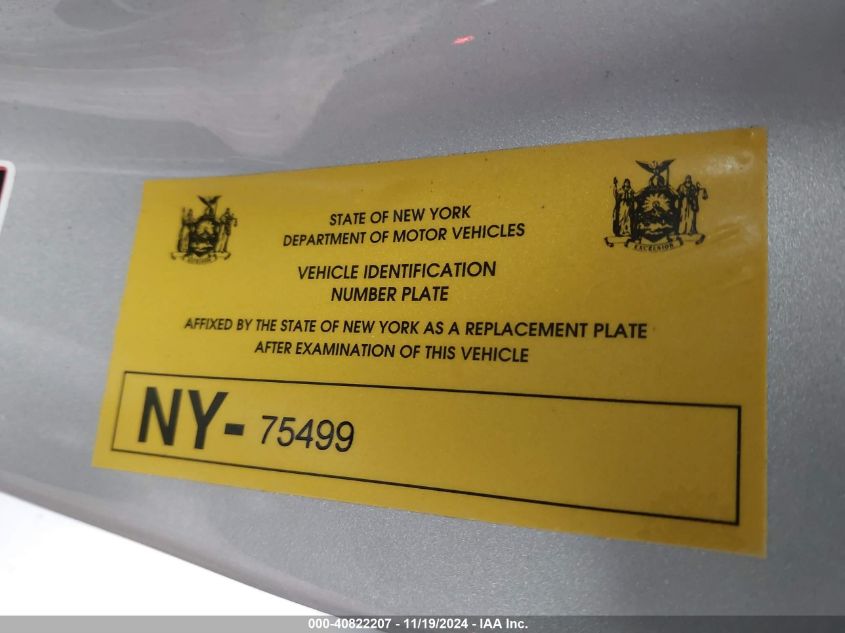 STATE OF NEW YORK
DEPARTMENT OF MOTOR VEHICLES
VEHICLE IDENTIFICATION
NUMBER PLATE
AFFIXED BY THE STATE OF NEW YORK AS A REPLACEMENT PLATE
AFTER EXAMINATION OF THIS VEHICLE
NY- 75499
EXCELSIOR
000-40822207 - 11/19/2024 - IAA Inc.